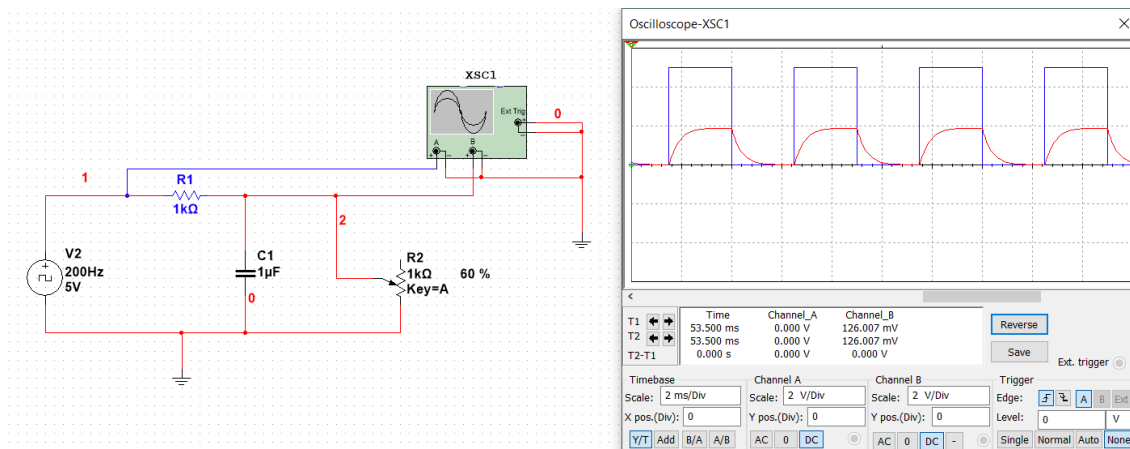 XSC1
Ext Trig
+
−
A
B
+ − + −
0
1
R1
1kΩ
2
V2
200Hz
5V
C1
1µF
0
R2
1kΩ
Key=A
60 %
Oscilloscope-XSC1
Time Channel_A Channel_B
T1 53.500 ms 0.000 V 126.007 mV
T2 53.500 ms 0.000 V 126.007 mV
T2-T1 0.000 s 0.000 V 0.000 V
Reverse
Save
Ext. trigger
Timebase
Scale: 2 ms/Div
X pos.(Div): 0
Y/T Add B/A A/B
Channel A
Scale: 2 V/Div
Y pos.(Div): 0
AC 0 DC
Channel B
Scale: 2 V/Div
Y pos.(Div): 0
AC 0 DC -
Trigger
Edge: A B Ext
Level: 0 V
Single Normal Auto None